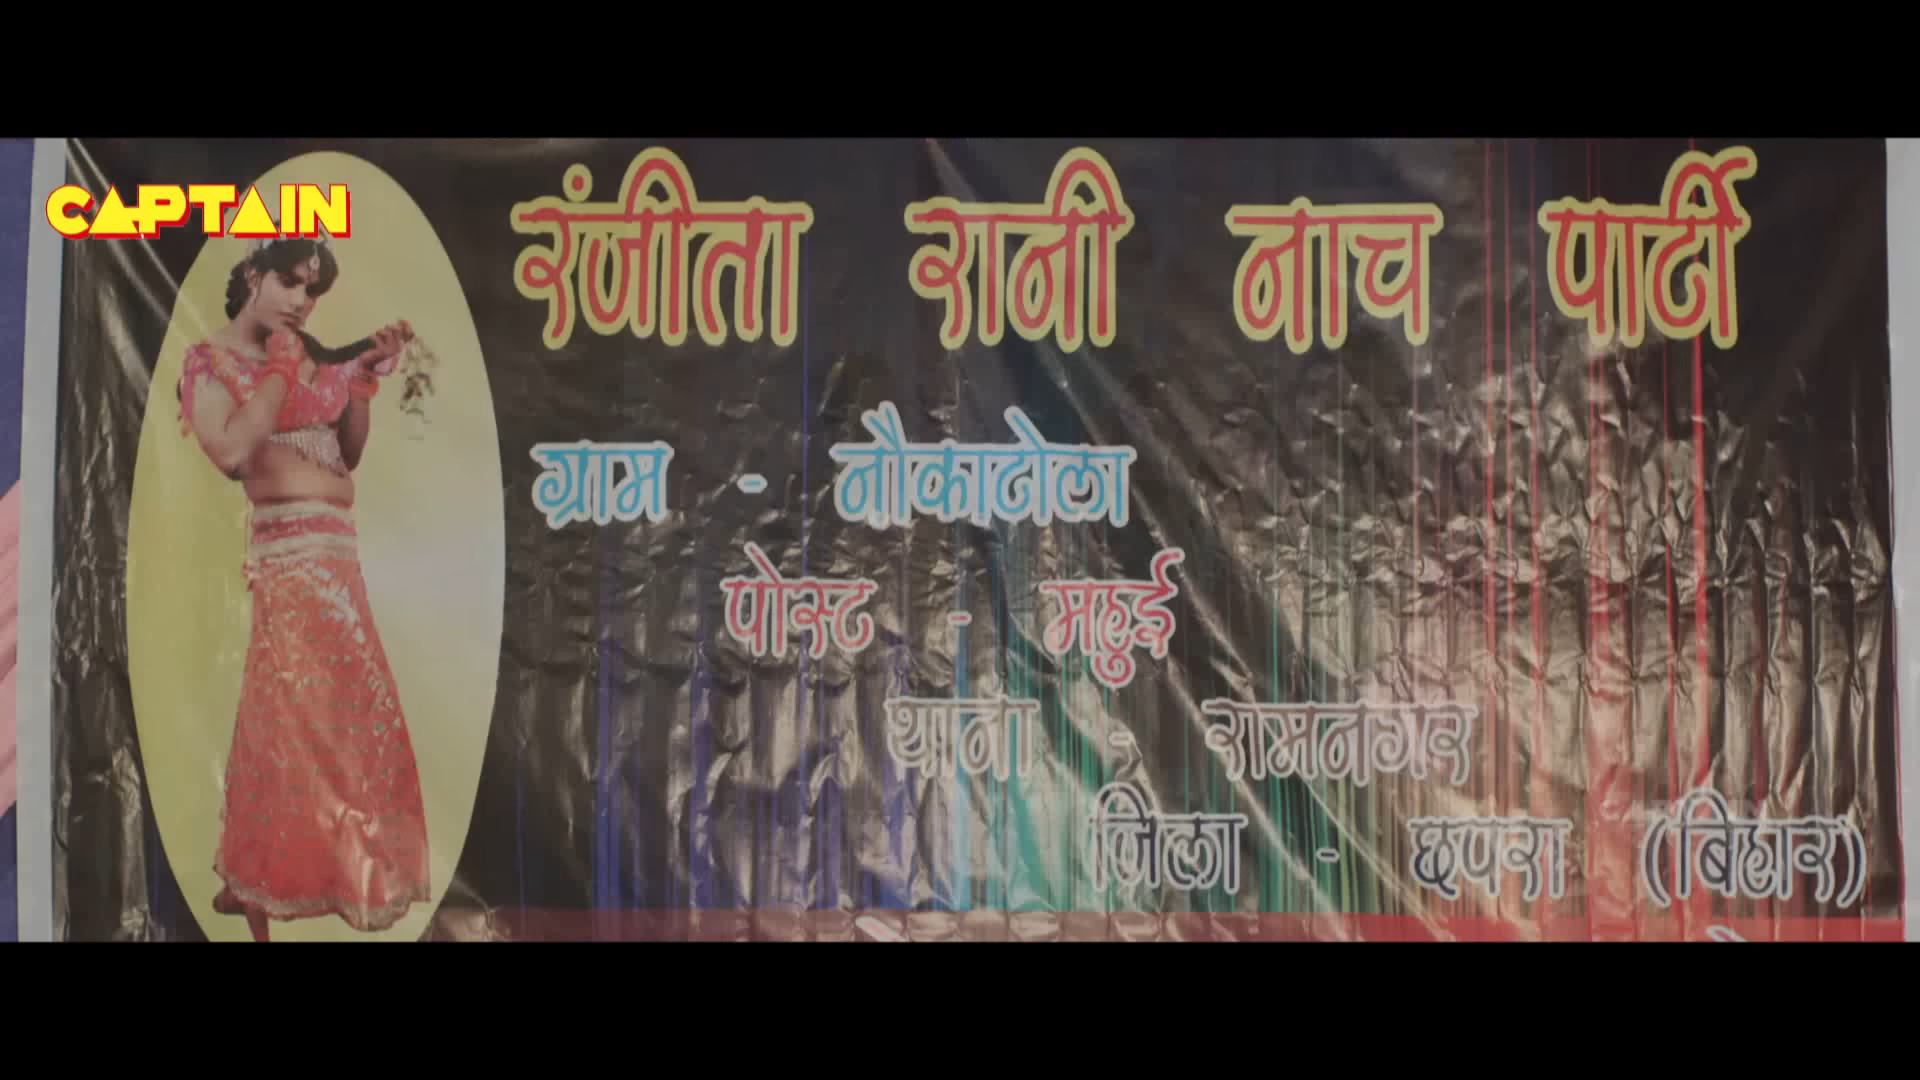 CAPTAIN
रंजीता रानी नाच पार्टी
ग्राम - नौकाटोला
पोस्ट - महुई
थाना - रामनगर
जिला - छपरा (बिहार)